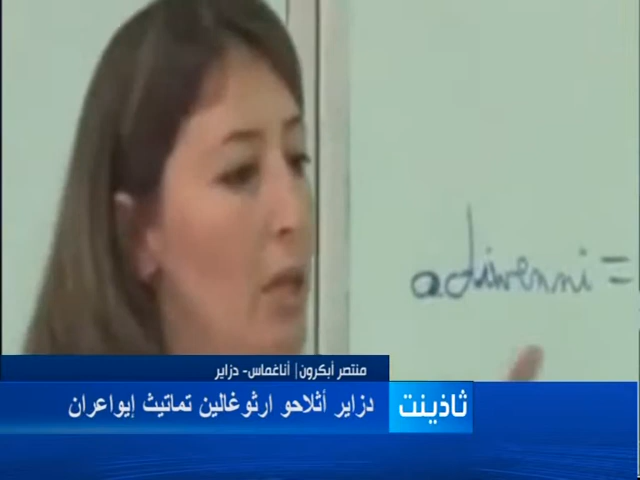 adiwenni =
منتصر أبكرون| أناغماس- دزاير
ثاذينت
دزاير أثلاحو ارثوغالين تماتيث إيواعران